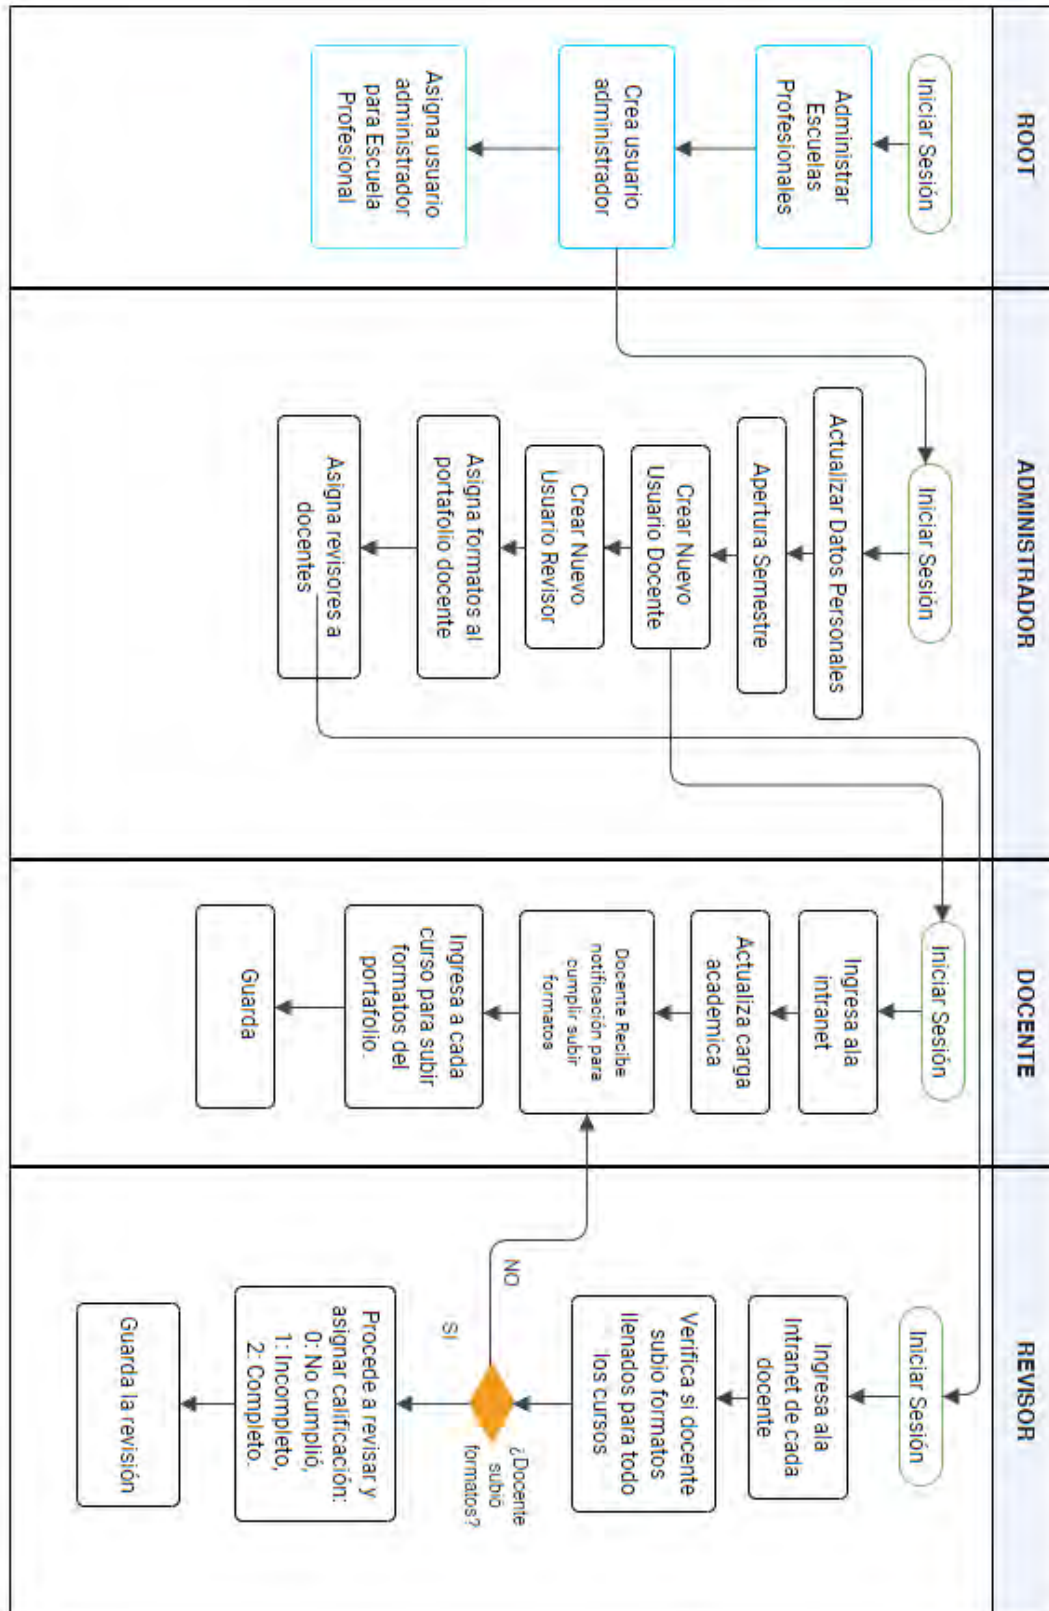 ROOT
Iniciar Sesión
Administrar
Escuelas
Profesionales
Crea usuario
administrador
Asigna usuario
administrador
para Escuela
Profesional
ADMINISTRADOR
Iniciar Sesión
Actualizar Datos Personales
Apertura Semestre
Crear Nuevo
Usuario Docente
Crear Nuevo
Usuario Revisor
Asigna formatos al
portafolio docente
Asigna revisores a
docentes
DOCENTE
Iniciar Sesión
Ingresa ala
intranet
Actualiza carga
academica
Docente Recibe
notificación para
cumplir subir
formatos
Ingresa a cada
curso para subir
formatos del
portafolio.
Guarda
REVISOR
Iniciar Sesión
Ingresa ala
Intranet de cada
docente
Verifica si docente
subio formatos
llenados para todo
los cursos
¿Docente
subió
formatos?
NO
SI
Procede a revisar y
asignar calificación:
0: No cumplió,
1: Incompleto,
2: Completo.
Guarda la revisión